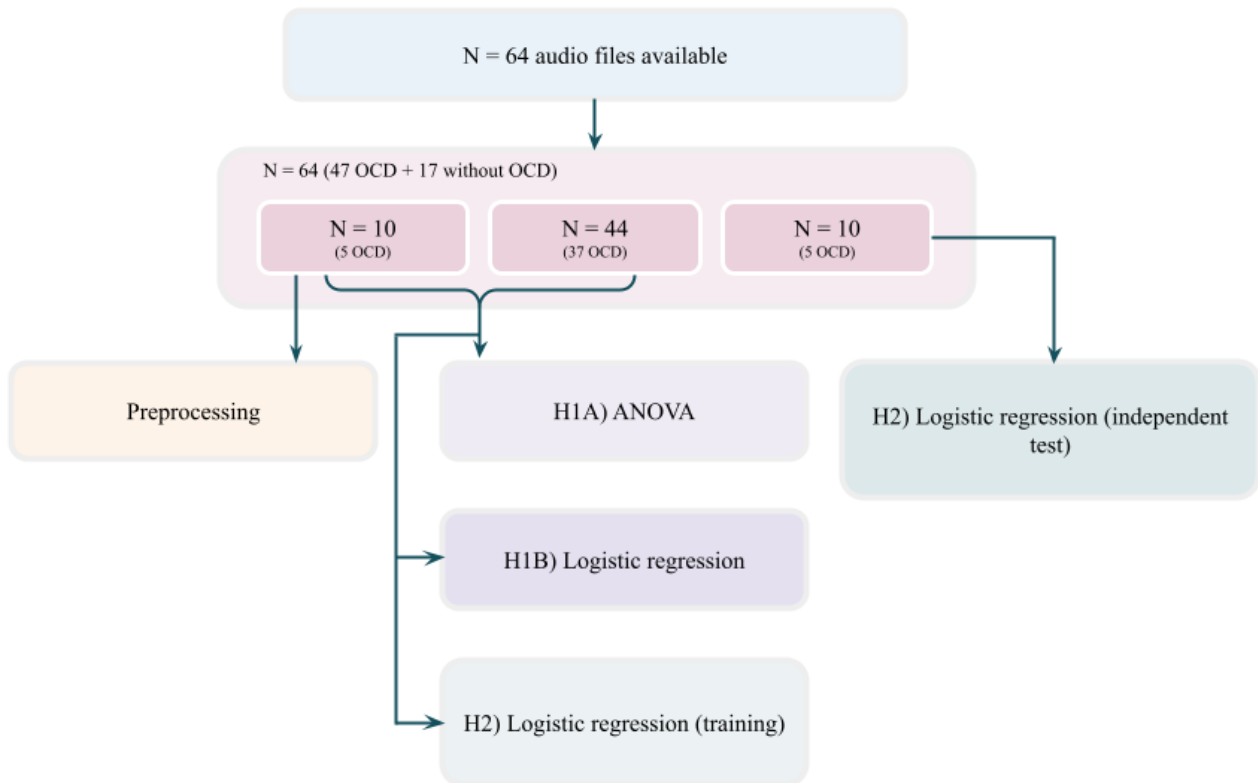 N = 64 audio files available
N = 64 (47 OCD + 17 without OCD)
N = 10
(5 OCD)
N = 44
(37 OCD)
N = 10
(5 OCD)
Preprocessing
H1A) ANOVA
H2) Logistic regression (independent
test)
H1B) Logistic regression
H2) Logistic regression (training)